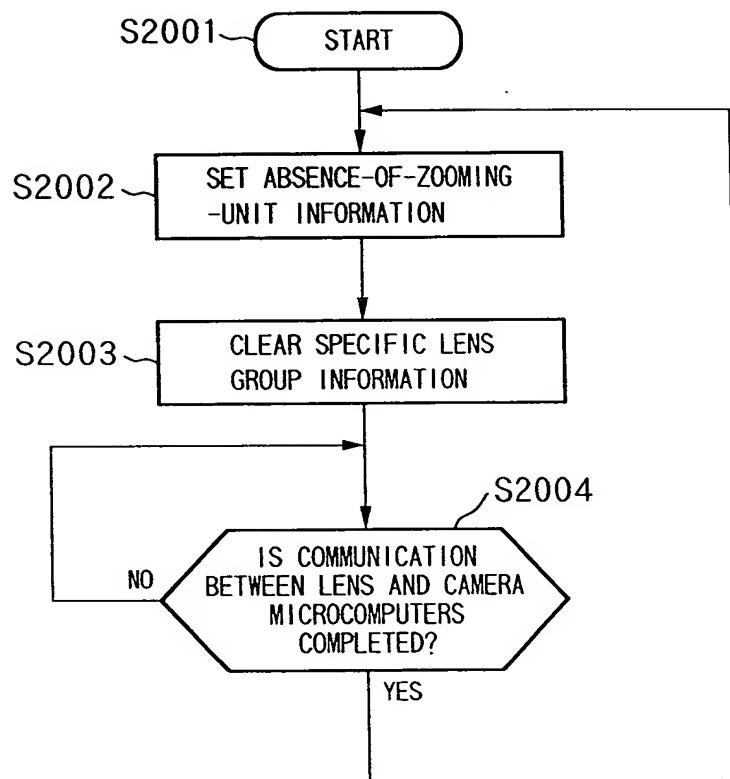 S2001
START
S2002
SET ABSENCE-OF-ZOOMING
-UNIT INFORMATION
S2003
CLEAR SPECIFIC LENS
GROUP INFORMATION
S2004
IS COMMUNICATION
BETWEEN LENS AND CAMERA
MICROCOMPUTERS
COMPLETED?
NO
YES